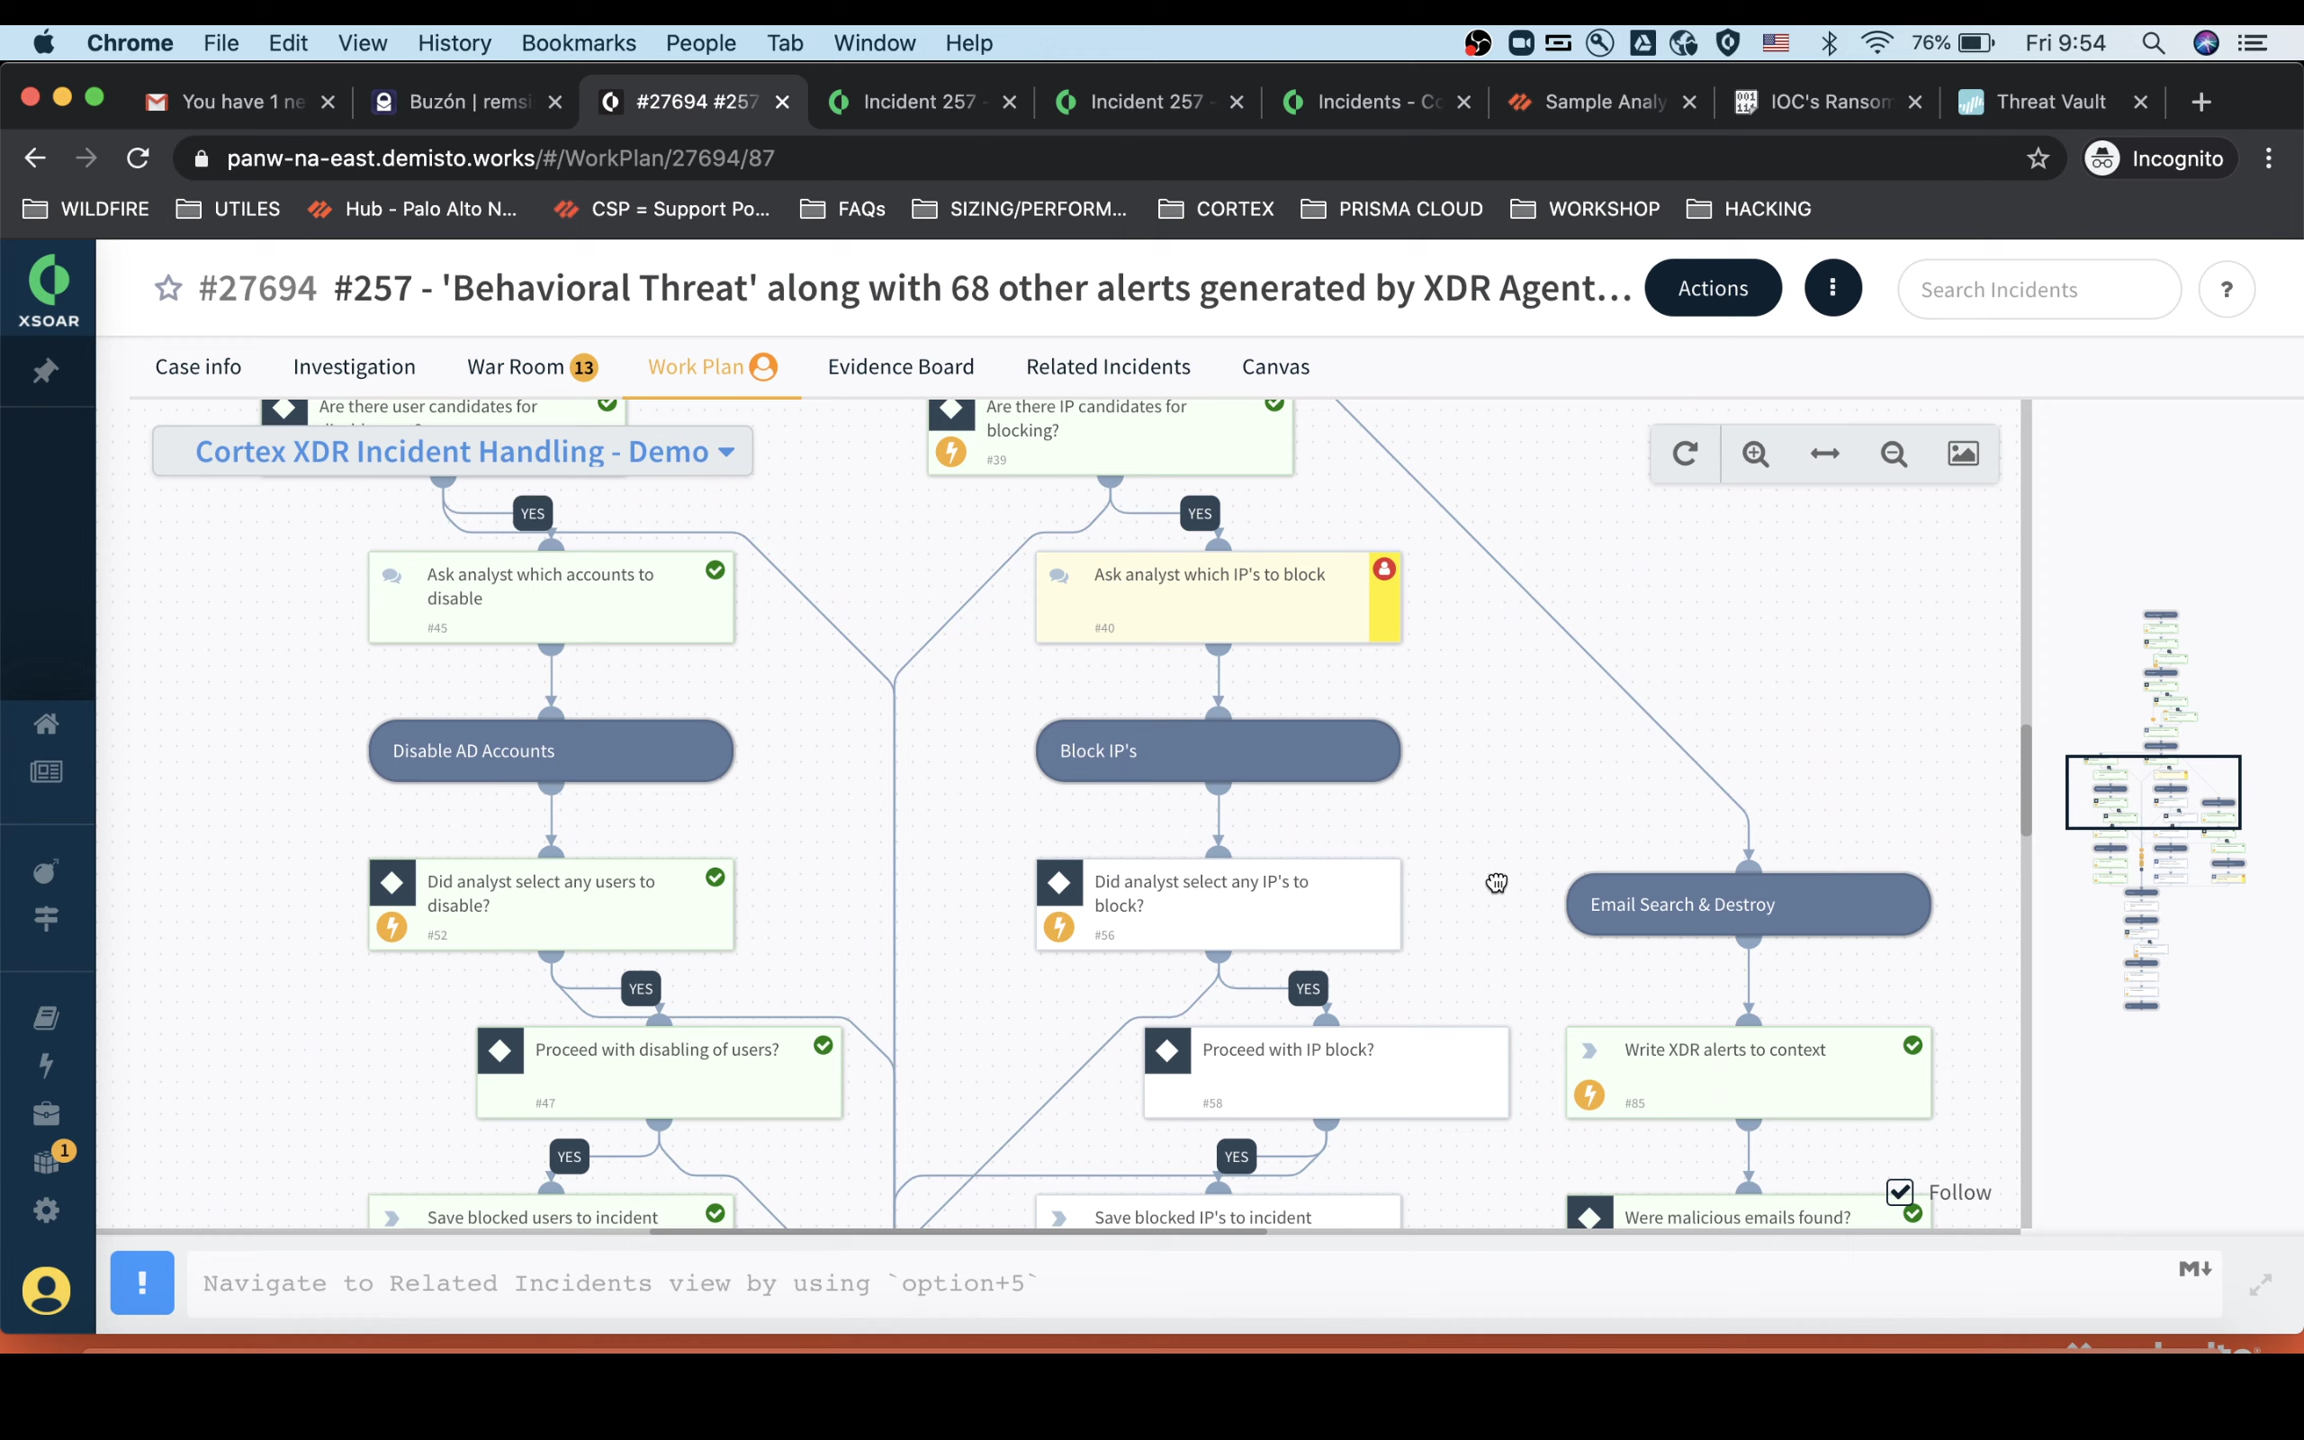 Chrome File Edit View History Bookmarks People Tab Window Help 76% Fri 9:54
You have 1 ne
Buzón | remsi
#27694 #257
Incident 257 -
Incident 257 -
Incidents - Co
Sample Analy
IOC's Ransom
Threat Vault
panw-na-east.demisto.works/#/WorkPlan/27694/87
Incognito
WILDFIRE UTILES Hub - Palo Alto N... CSP = Support Po... FAQs SIZING/PERFORM... CORTEX PRISMA CLOUD WORKSHOP HACKING
XSOAR
#27694 #257 - 'Behavioral Threat' along with 68 other alerts generated by XDR Agent...
Actions
Search Incidents
?
Case info Investigation War Room 13 Work Plan Evidence Board Related Incidents Canvas
Are there user candidates for
Cortex XDR Incident Handling - Demo
Are there IP candidates for
blocking?
#39
YES
YES
Ask analyst which accounts to
disable
#45
Ask analyst which IP's to block
#40
Disable AD Accounts
Block IP's
Did analyst select any users to
disable?
#52
Did analyst select any IP's to
block?
#56
Email Search & Destroy
YES
YES
Proceed with disabling of users?
#47
Proceed with IP block?
#58
Write XDR alerts to context
#85
YES
YES
Save blocked users to incident
Save blocked IP's to incident
Were malicious emails found?
Follow
1
!
Navigate to Related Incidents view by using `option+5`
M↓